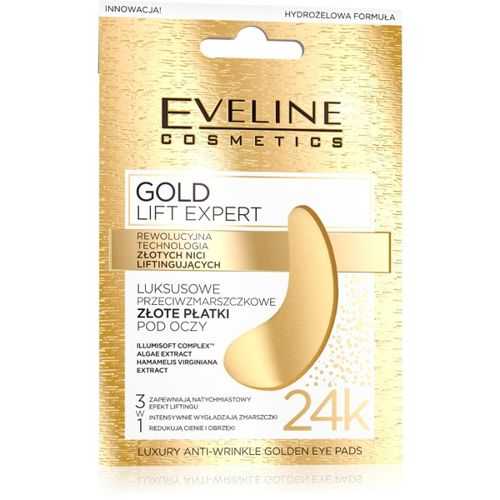 INNOWACJA!
HYDROŻELOWA FORMUŁA
EVELINE
COSMETICS
GOLD
LIFT EXPERT
REWOLUCYJNA
TECHNOLOGIA
ZŁOTYCH NICI
LIFTINGUJĄCYCH
LUKSUSOWE
PRZECIWZMARSZCZKOWE
ZŁOTE PŁATKI
POD OCZY
ILLUMISOFT COMPLEX™
ALGAE EXTRACT
HAMAMELIS VIRGINIANA
EXTRACT
3 W 1
ZAPEWNIAJĄ NATYCHMIASTOWY
EFEKT LIFTINGU
INTENSYWNIE WYGŁADZAJĄ ZMARSZCZKI
REDUKUJĄ CIENIE I OBRZĘKI
24k
LUXURY ANTI-WRINKLE GOLDEN EYE PADS